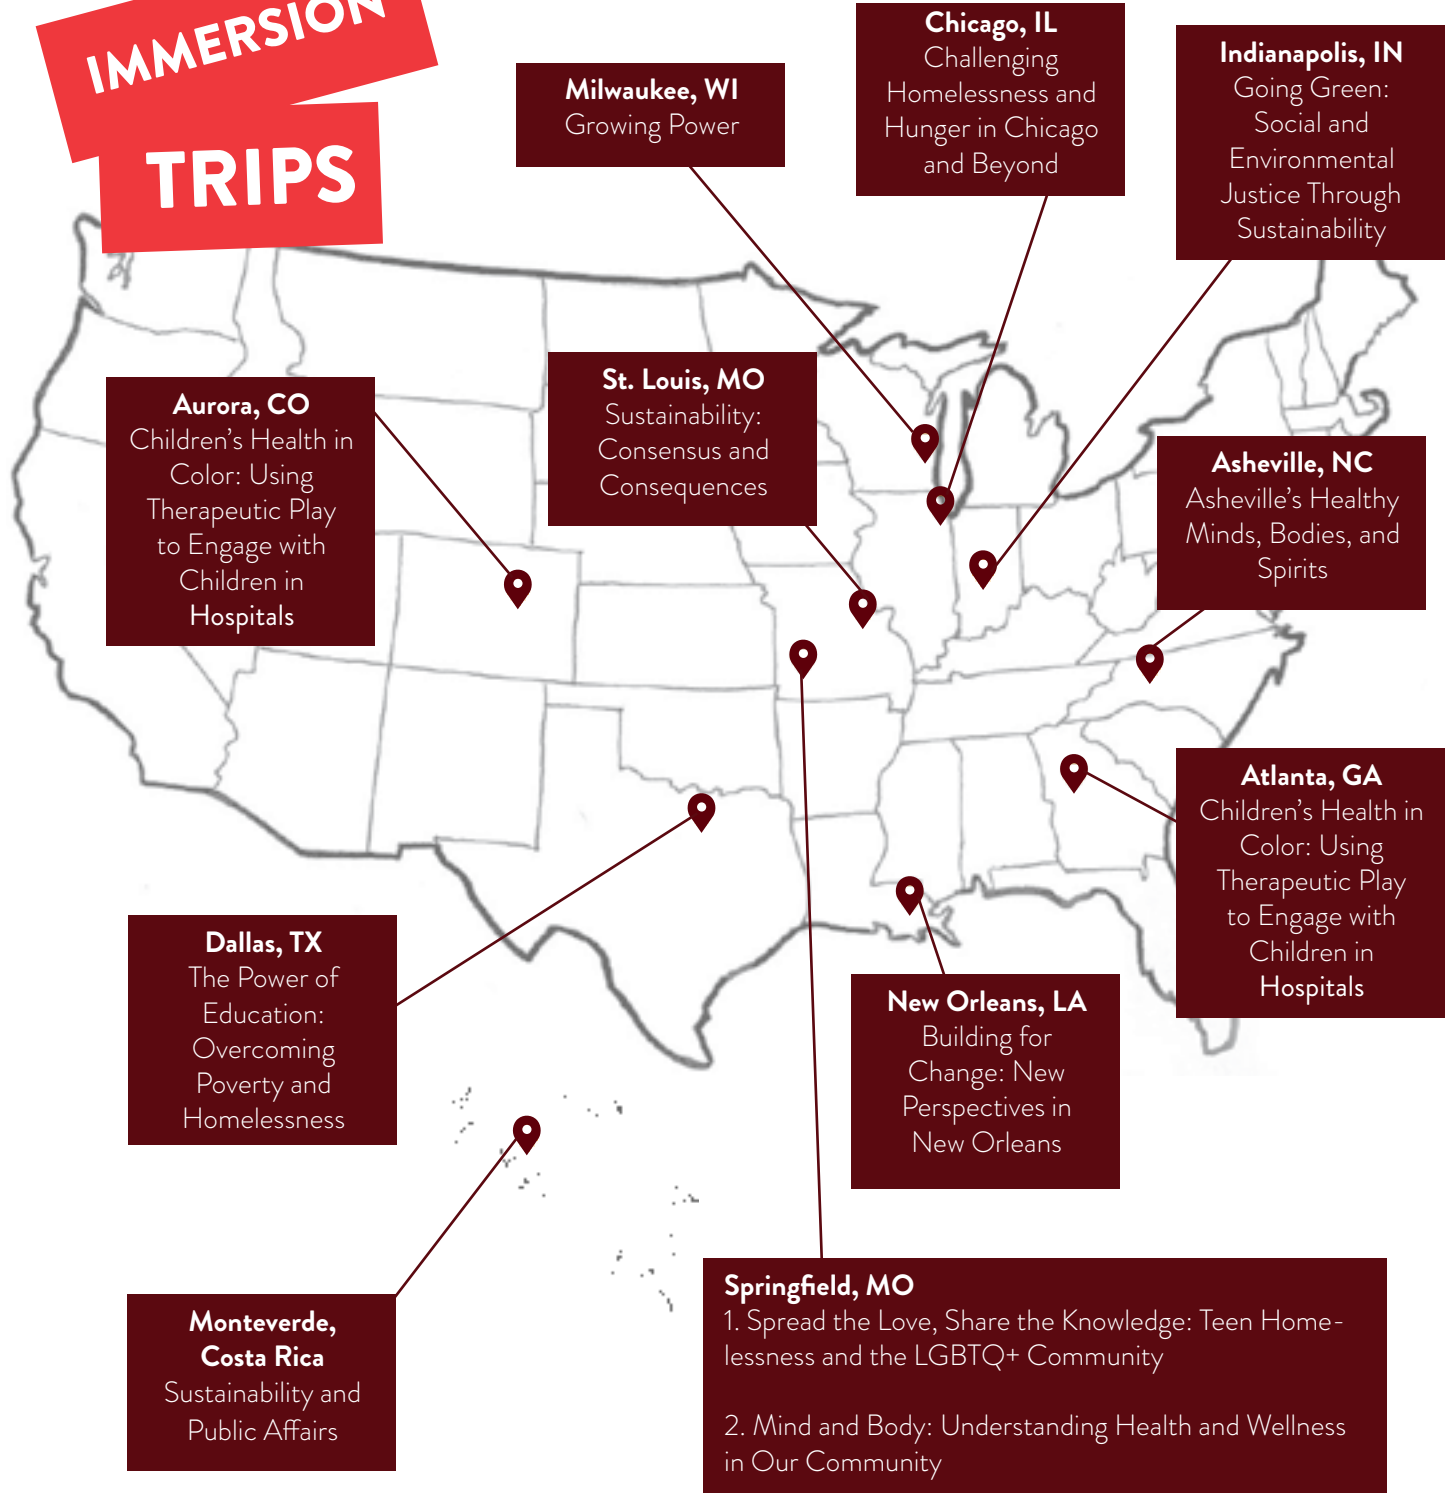 IMMERSION
TRIPS
Milwaukee, WI
Growing Power
Chicago, IL
Challenging
Homelessness and
Hunger in Chicago
and Beyond
Indianapolis, IN
Going Green:
Social and
Environmental
Justice Through
Sustainability
Aurora, CO
Children's Health in
Color: Using
Therapeutic Play
to Engage with
Children in
Hospitals
St. Louis, MO
Sustainability:
Consensus and
Consequences
Asheville, NC
Asheville's Healthy
Minds, Bodies, and
Spirits
Atlanta, GA
Children's Health in
Color: Using
Therapeutic Play
to Engage with
Children in
Hospitals
Dallas, TX
The Power of
Education:
Overcoming
Poverty and
Homelessness
New Orleans, LA
Building for
Change: New
Perspectives in
New Orleans
Monteverde,
Costa Rica
Sustainability and
Public Affairs
Springfield, MO
1. Spread the Love, Share the Knowledge: Teen Home-
lessness and the LGBTQ+ Community
2. Mind and Body: Understanding Health and Wellness
in Our Community